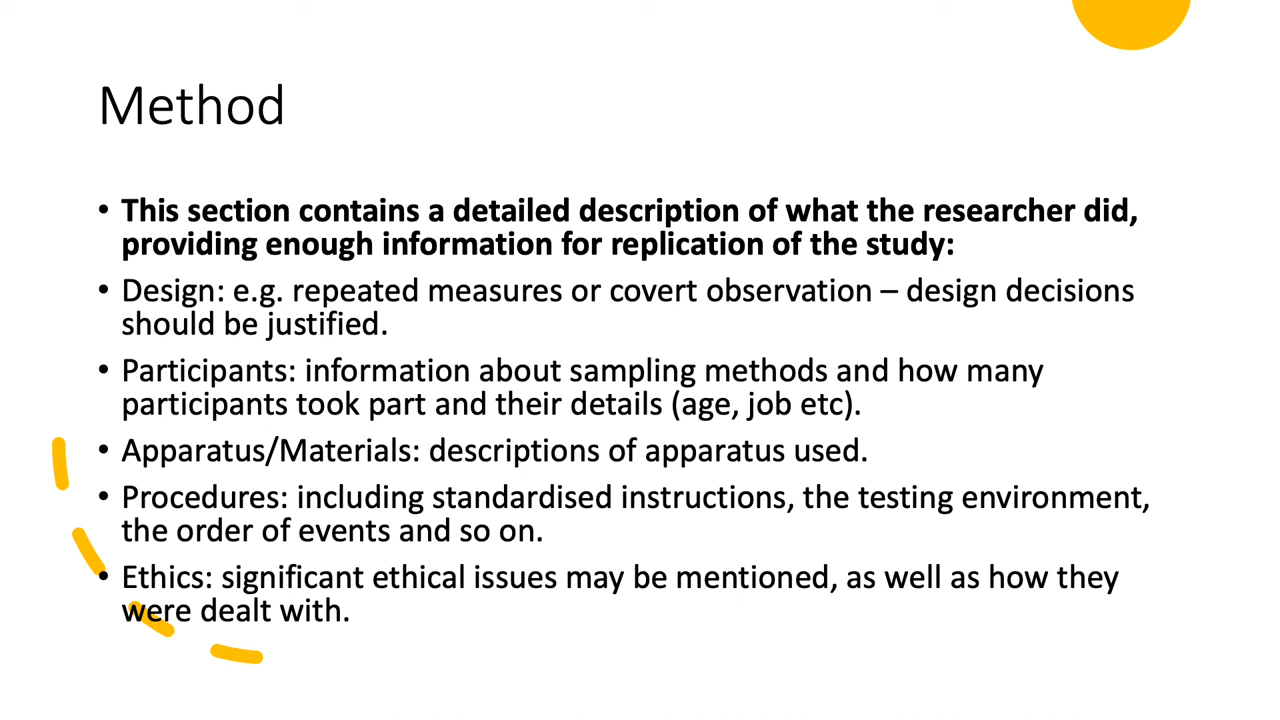 Method
• This section contains a detailed description of what the researcher did,
providing enough information for replication of the study:
• Design: e.g. repeated measures or covert observation – design decisions
should be justified.
• Participants: information about sampling methods and how many
participants took part and their details (age, job etc).
• Apparatus/Materials: descriptions of apparatus used.
• Procedures: including standardised instructions, the testing environment,
the order of events and so on.
• Ethics: significant ethical issues may be mentioned, as well as how they
were dealt with.